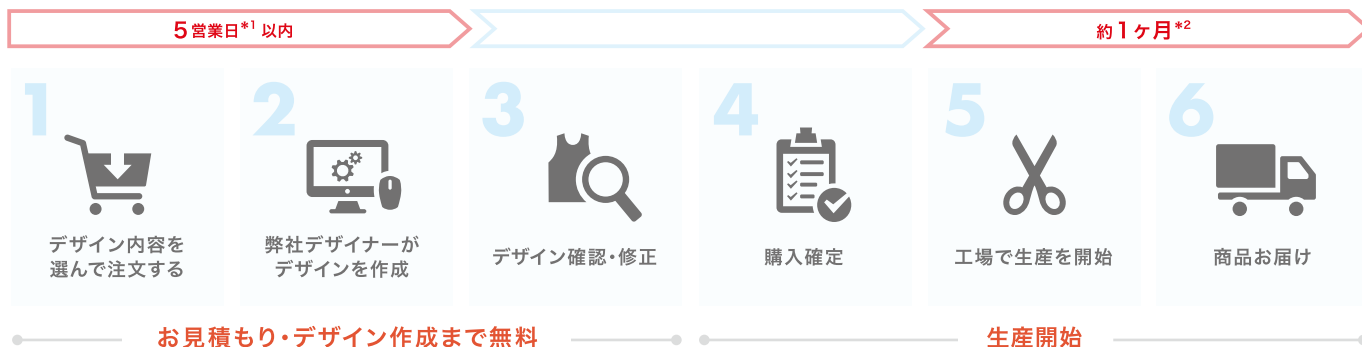 5営業日*1 以内
約1ヶ月*2
1
デザイン内容を
選んで注文する
2
弊社デザイナーが
デザインを作成
3
デザイン確認・修正
4
購入確定
5
工場で生産を開始
6
商品お届け
お見積もり・デザイン作成まで無料
生産開始